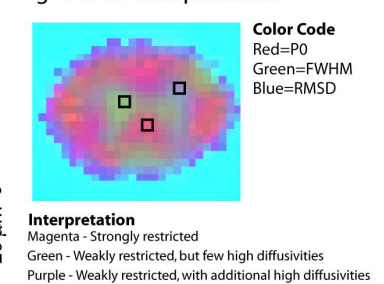 Color Code
Red=P0
Green=FWHM
Blue=RMSD
Interpretation
Magenta - Strongly restricted
Green - Weakly restricted, but few high diffusivities
Purple - Weakly restricted, with additional high diffusivities